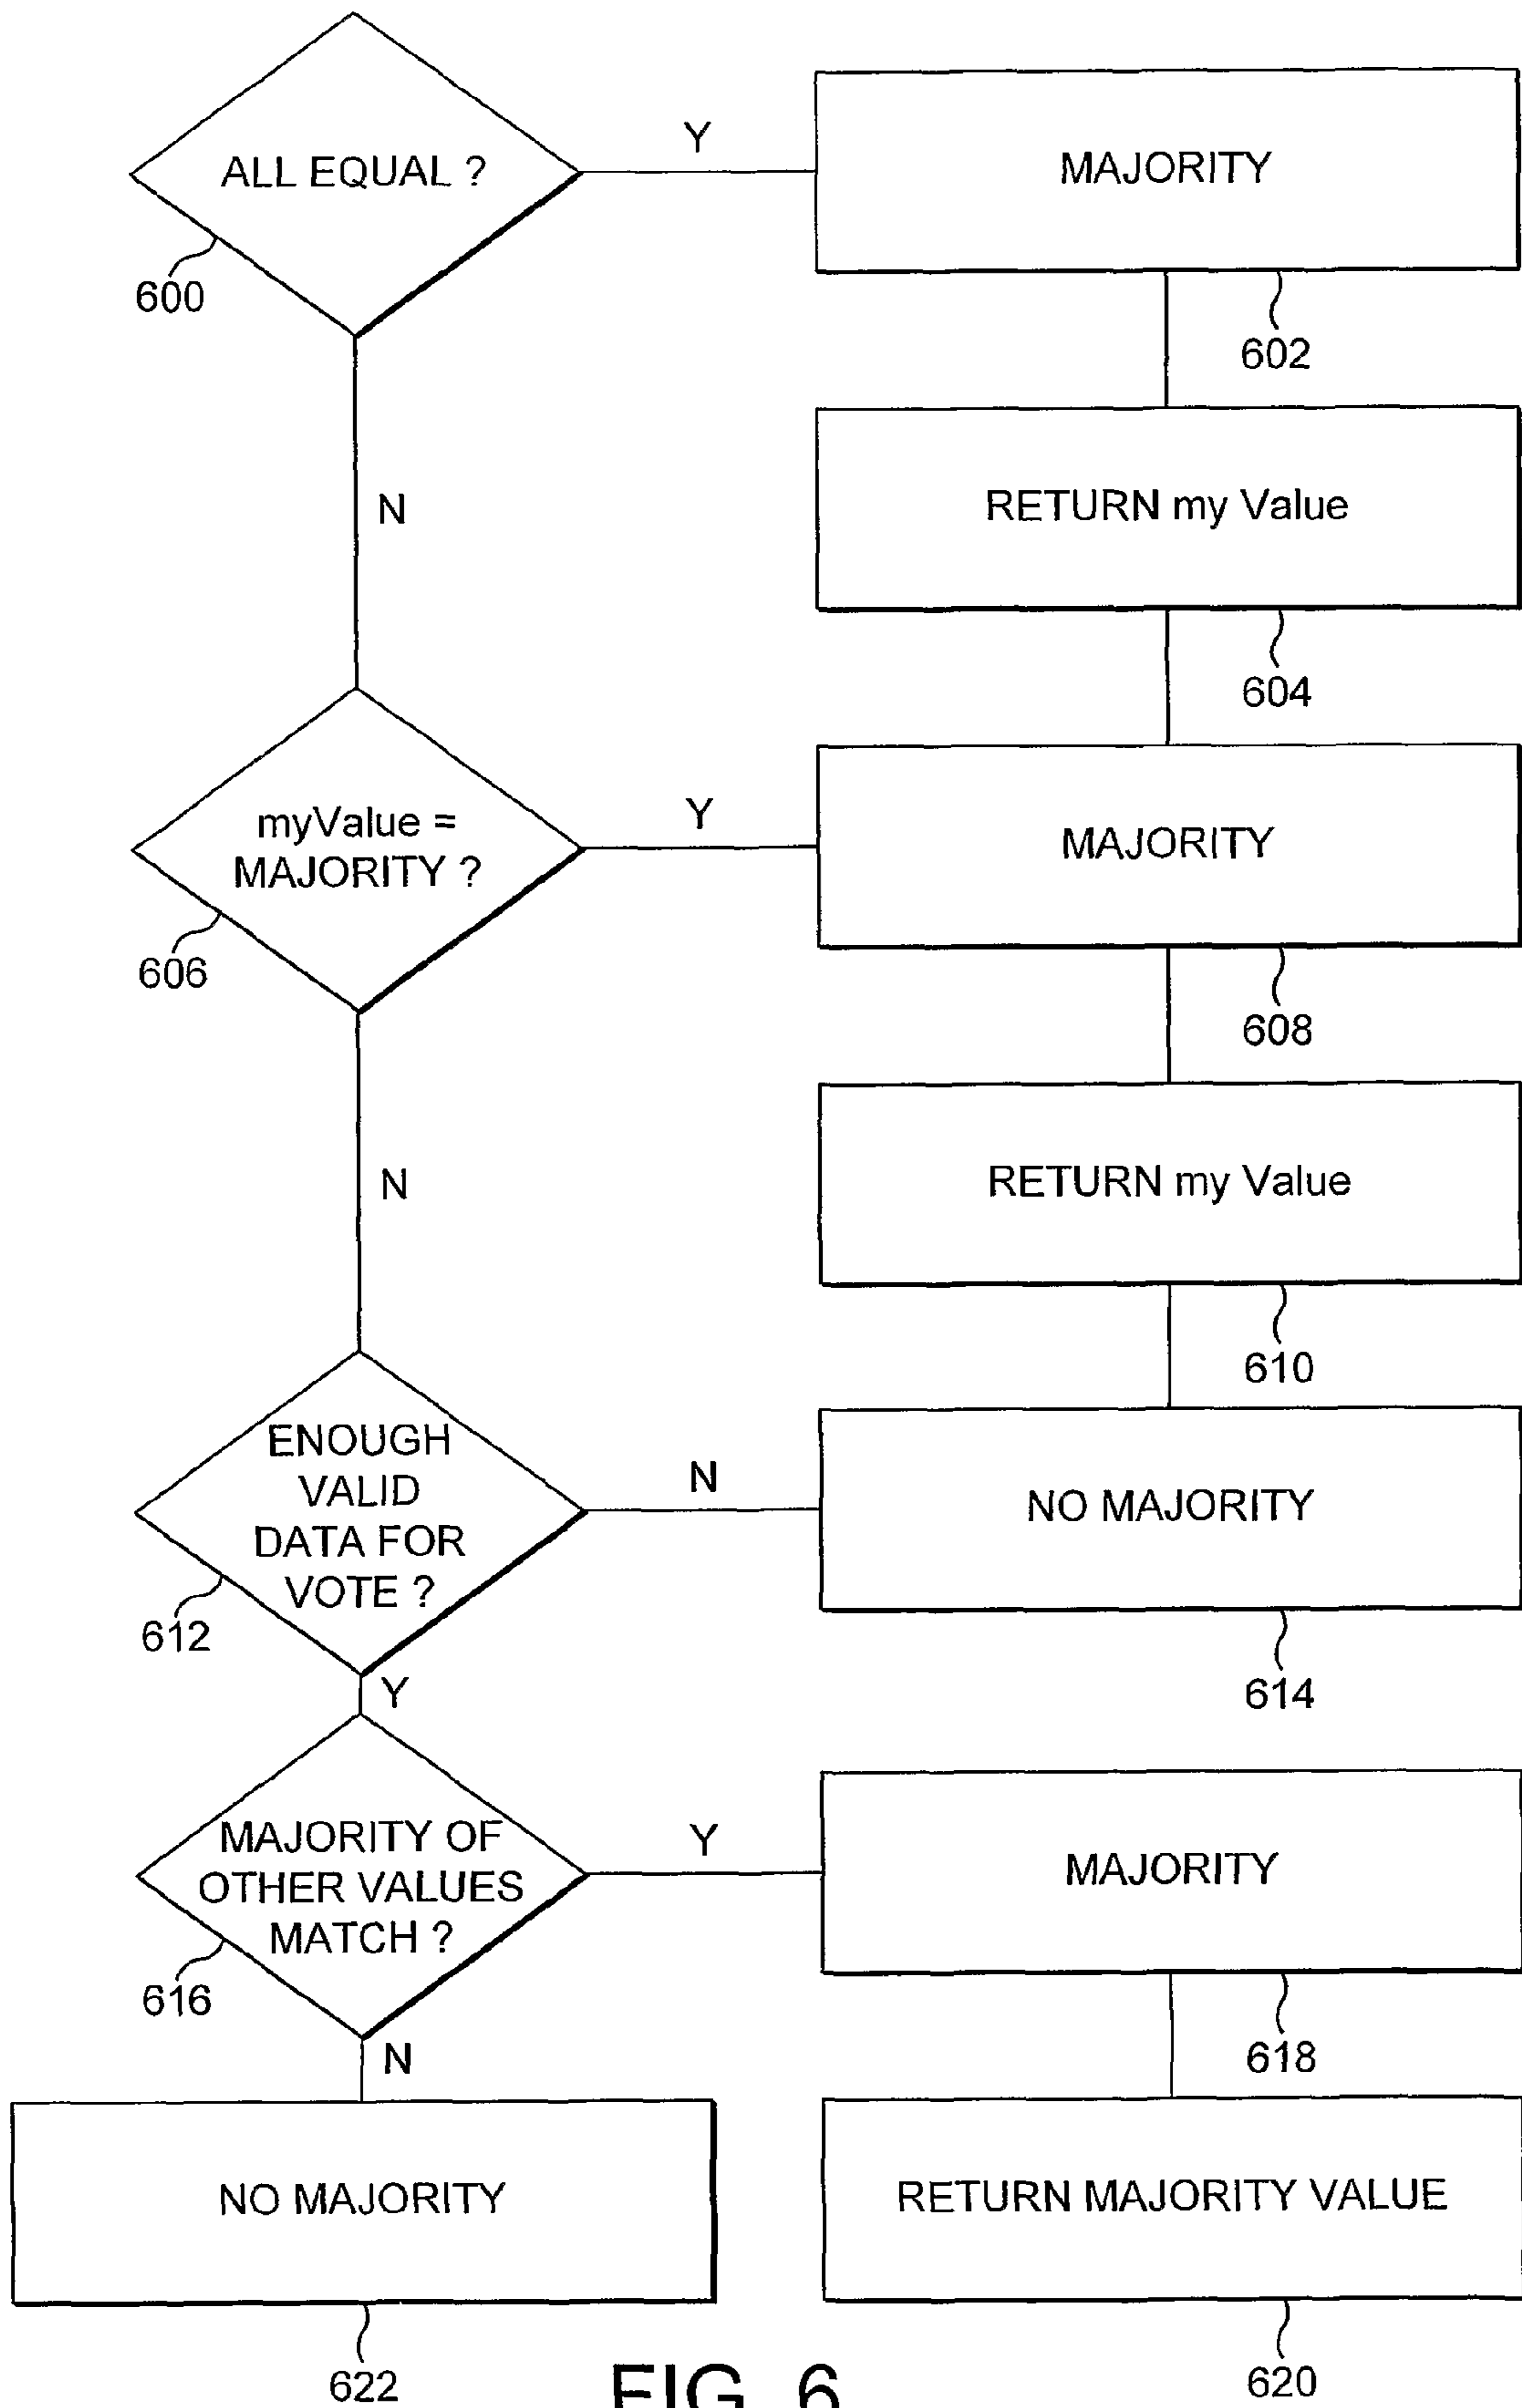 ALL EQUAL ?
Y
MAJORITY
600
602
N
RETURN my Value
604
myValue =
MAJORITY ?
Y
MAJORITY
606
608
N
RETURN my Value
610
ENOUGH
VALID
DATA FOR
VOTE ?
N
NO MAJORITY
612
614
Y
MAJORITY OF
OTHER VALUES
MATCH ?
Y
MAJORITY
616
618
N
NO MAJORITY
RETURN MAJORITY VALUE
622
620
FIG. 6